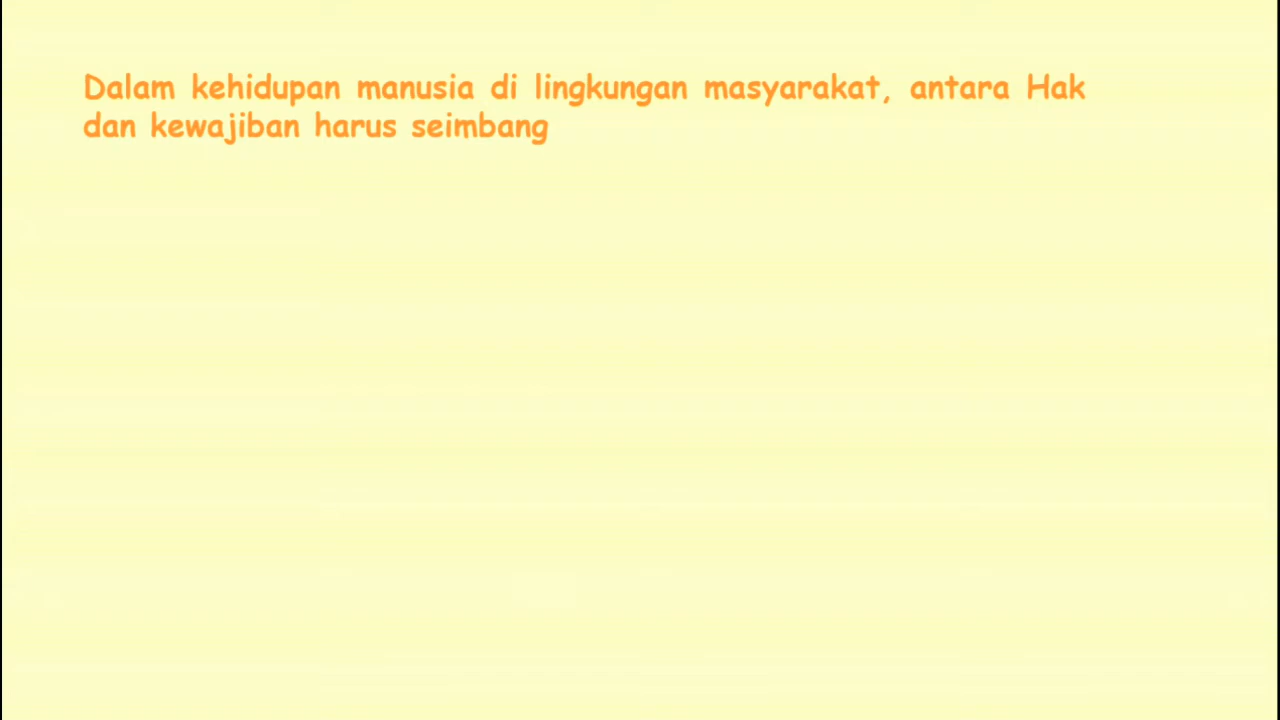 Dalam kehidupan manusia di lingkungan masyarakat, antara Hak
dan kewajiban harus seimbang